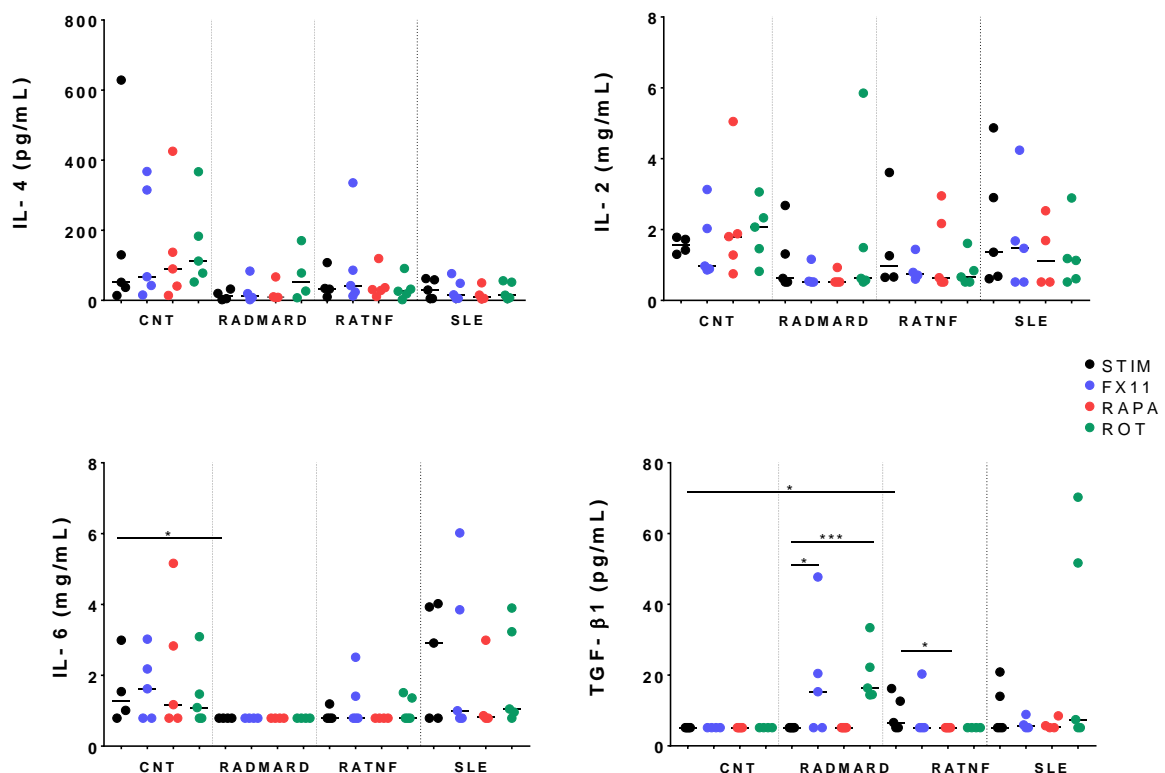 800
600
400
200
0
IL-4 (pg/mL)
CNT RADMARD RATNF SLE
8
6
4
2
0
IL-2 (mg/mL)
CNT RADMARD RATNF SLE
STIM
FX11
RAPA
ROT
8
6
4
2
0
IL-6 (mg/mL)
*
CNT RADMARD RATNF SLE
80
60
40
20
0
TGF-β1 (pg/mL)
*
***
*
*
CNT RADMARD RATNF SLE